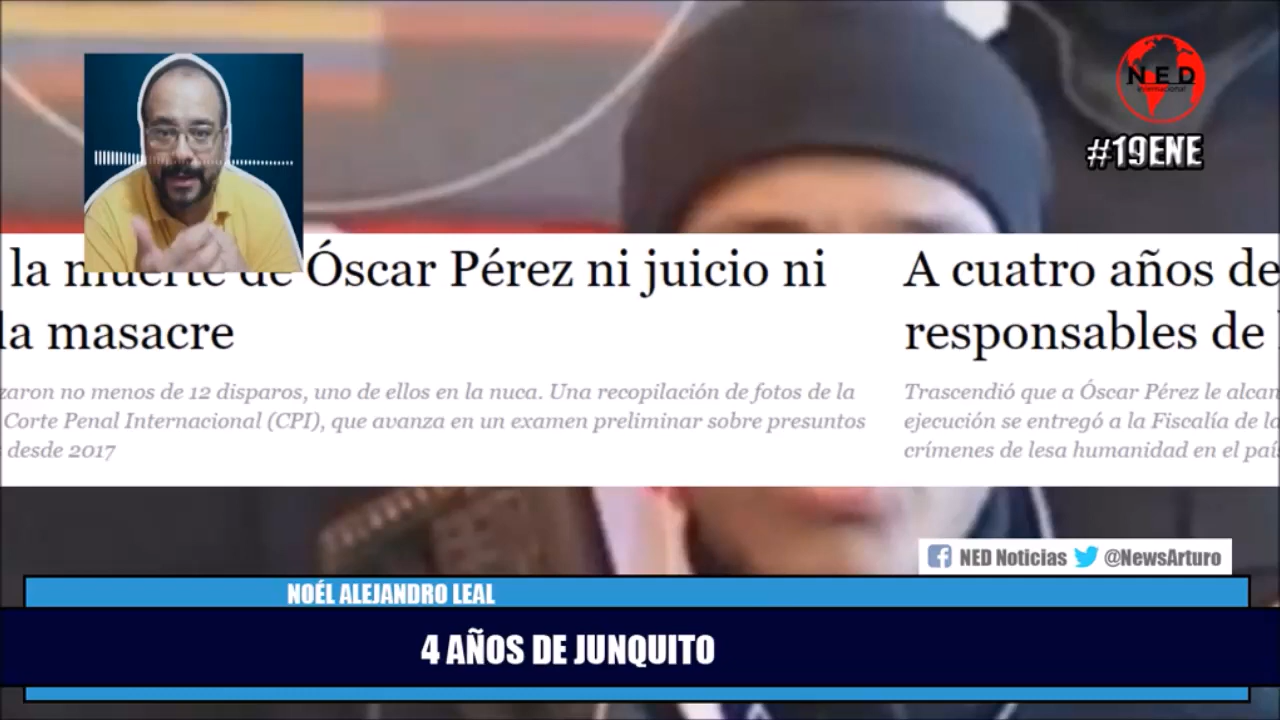 N E D
internacional
#19ENE
la muerte de Óscar Pérez ni juicio ni
la masacre
zaron no menos de 12 disparos, uno de ellos en la nuca. Una recopilación de fotos de la
Corte Penal Internacional (CPI), que avanza en un examen preliminar sobre presuntos
desde 2017
A cuatro años de
responsables de
Trascendió que a Óscar Pérez le alcan
ejecución se entregó a la Fiscalía de la
crímenes de lesa humanidad en el país
NED Noticias @NewsArturo
NOÉL ALEJANDRO LEAL
4 AÑOS DE JUNQUITO